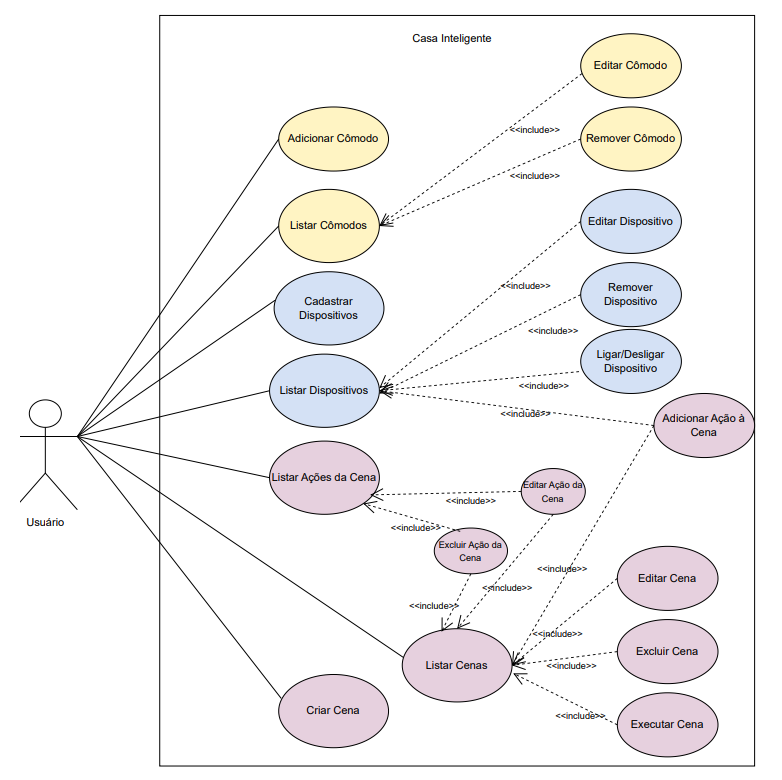 Casa Inteligente
Editar Cômodo
<<include>>
Adicionar Cômodo
Remover Cômodo
<<include>>
Listar Cômodos
Editar Dispositivo
<<include>>
Cadastrar
Dispositivos
Remover
Dispositivo
<<include>>
Ligar/Desligar
Dispositivo
Listar Dispositivos
<<include>>
<<include>>
Adicionar Ação à
Cena
Listar Ações da Cena
Editar Ação da
Cena
<<include>>
Usuário
<<include>>
Excluir Ação da
Cena
<<include>>
Editar Cena
<<include>>
<<include>>
<<include>>
Excluir Cena
Listar Cenas
<<include>>
Criar Cena
<<include>>
Executar Cena